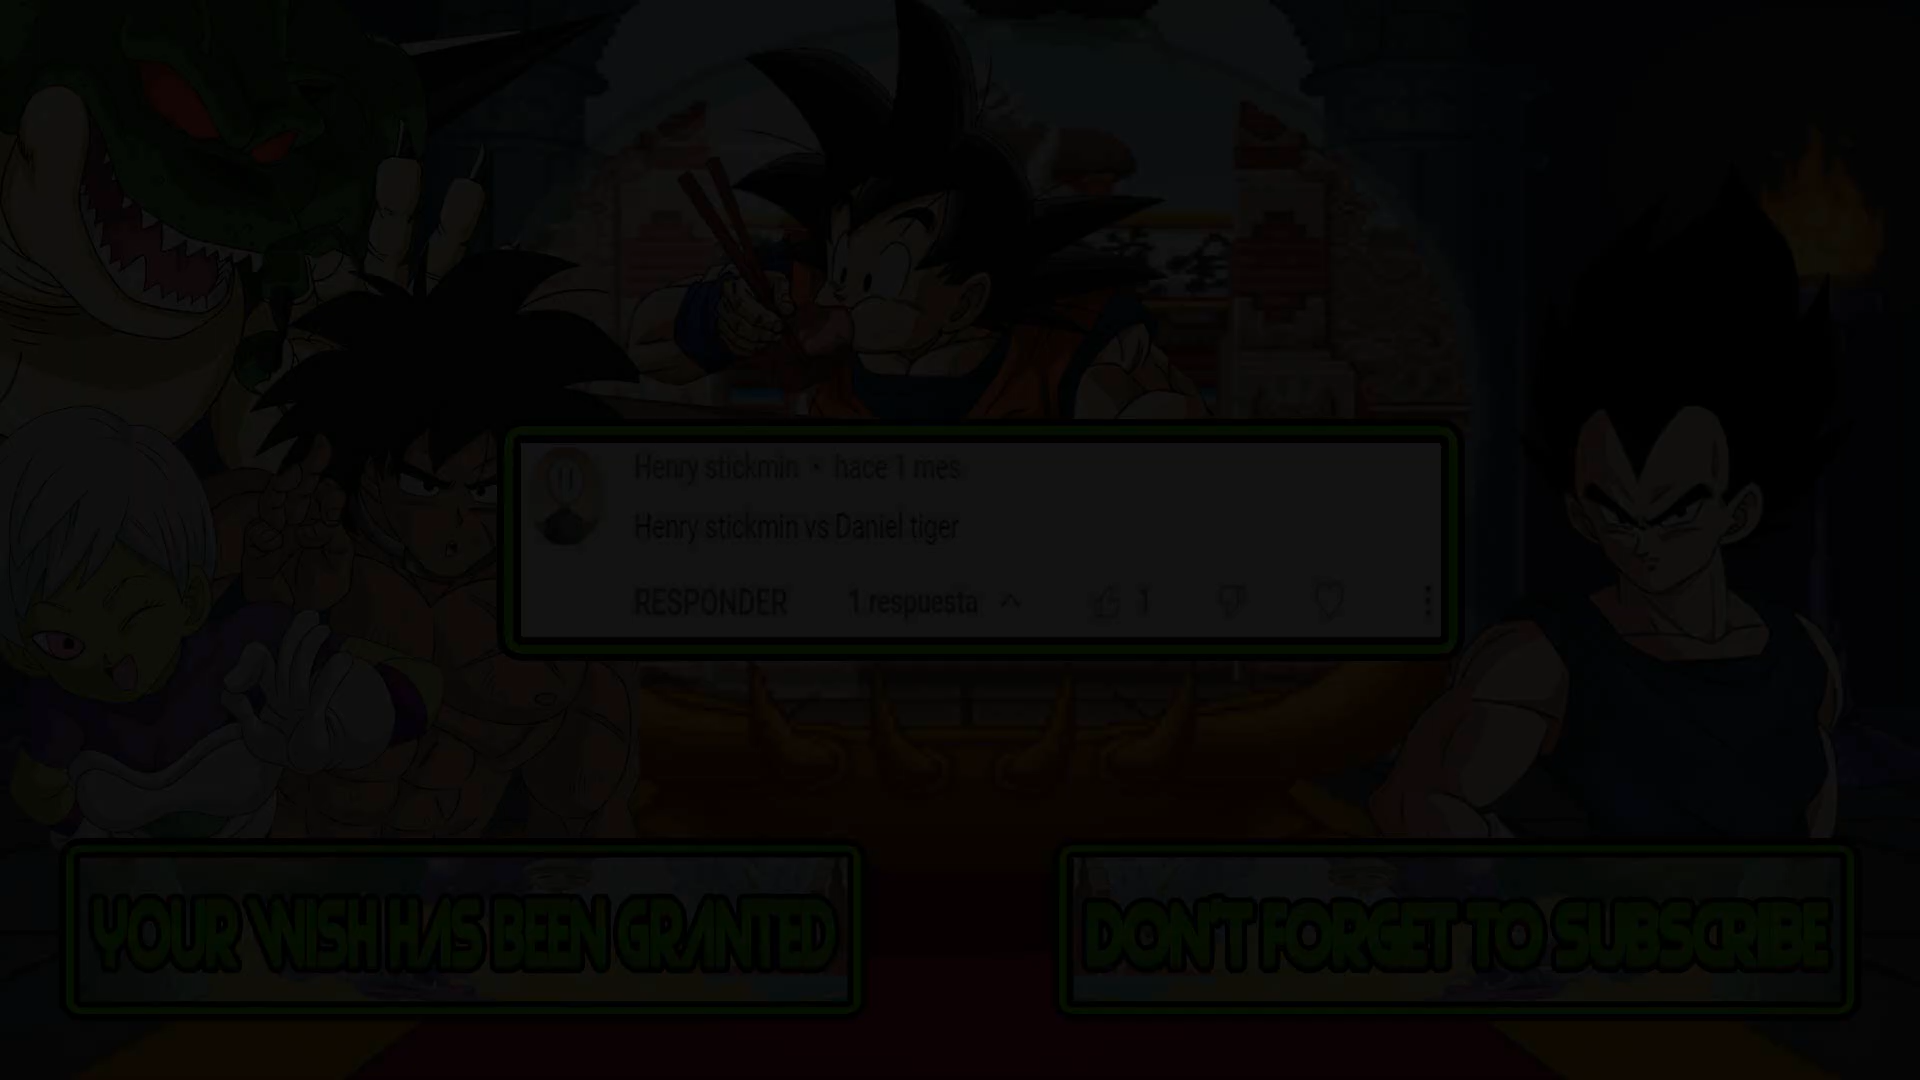 Henry stickmin • hace 1 mes
Henry stickmin vs Daniel tiger
RESPONDER 1 respuesta 1
YOUR WISH HAS BEEN GRANTED
DON'T FORGET TO SUBSCRIBE